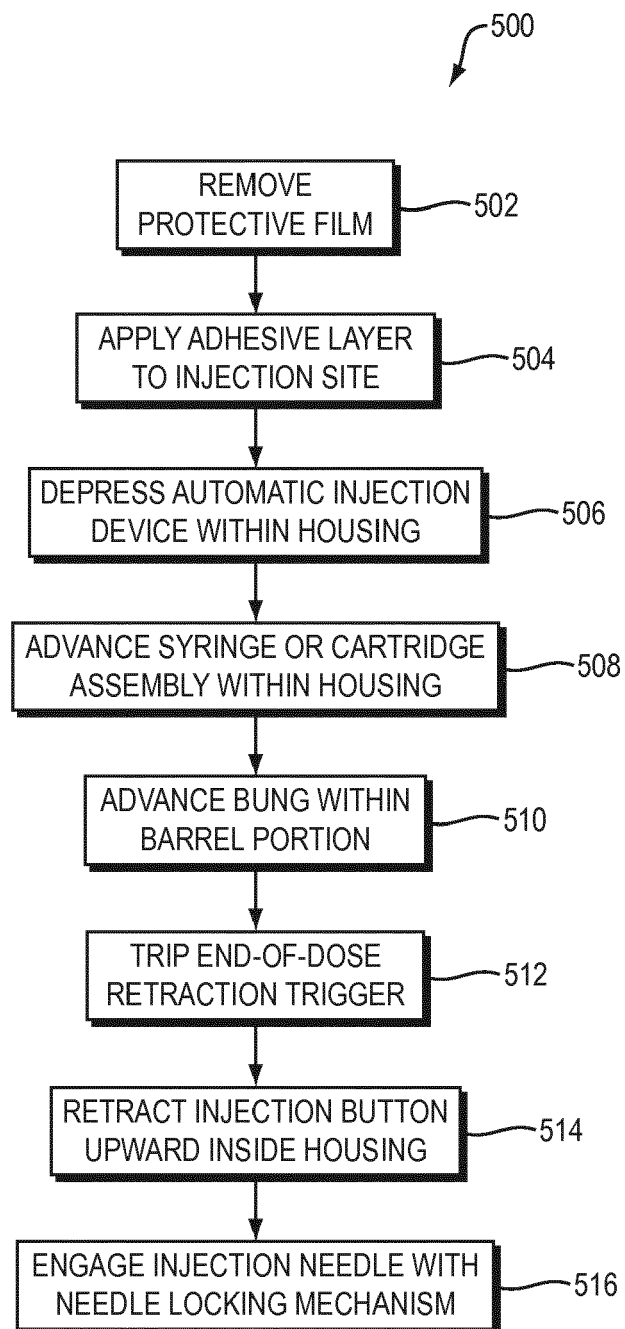 500
REMOVE
PROTECTIVE FILM
502
APPLY ADHESIVE LAYER
TO INJECTION SITE
504
DEPRESS AUTOMATIC INJECTION
DEVICE WITHIN HOUSING
506
ADVANCE SYRINGE OR CARTRIDGE
ASSEMBLY WITHIN HOUSING
508
ADVANCE BUNG WITHIN
BARREL PORTION
510
TRIP END-OF-DOSE
RETRACTION TRIGGER
512
RETRACT INJECTION BUTTON
UPWARD INSIDE HOUSING
514
ENGAGE INJECTION NEEDLE WITH
NEEDLE LOCKING MECHANISM
516